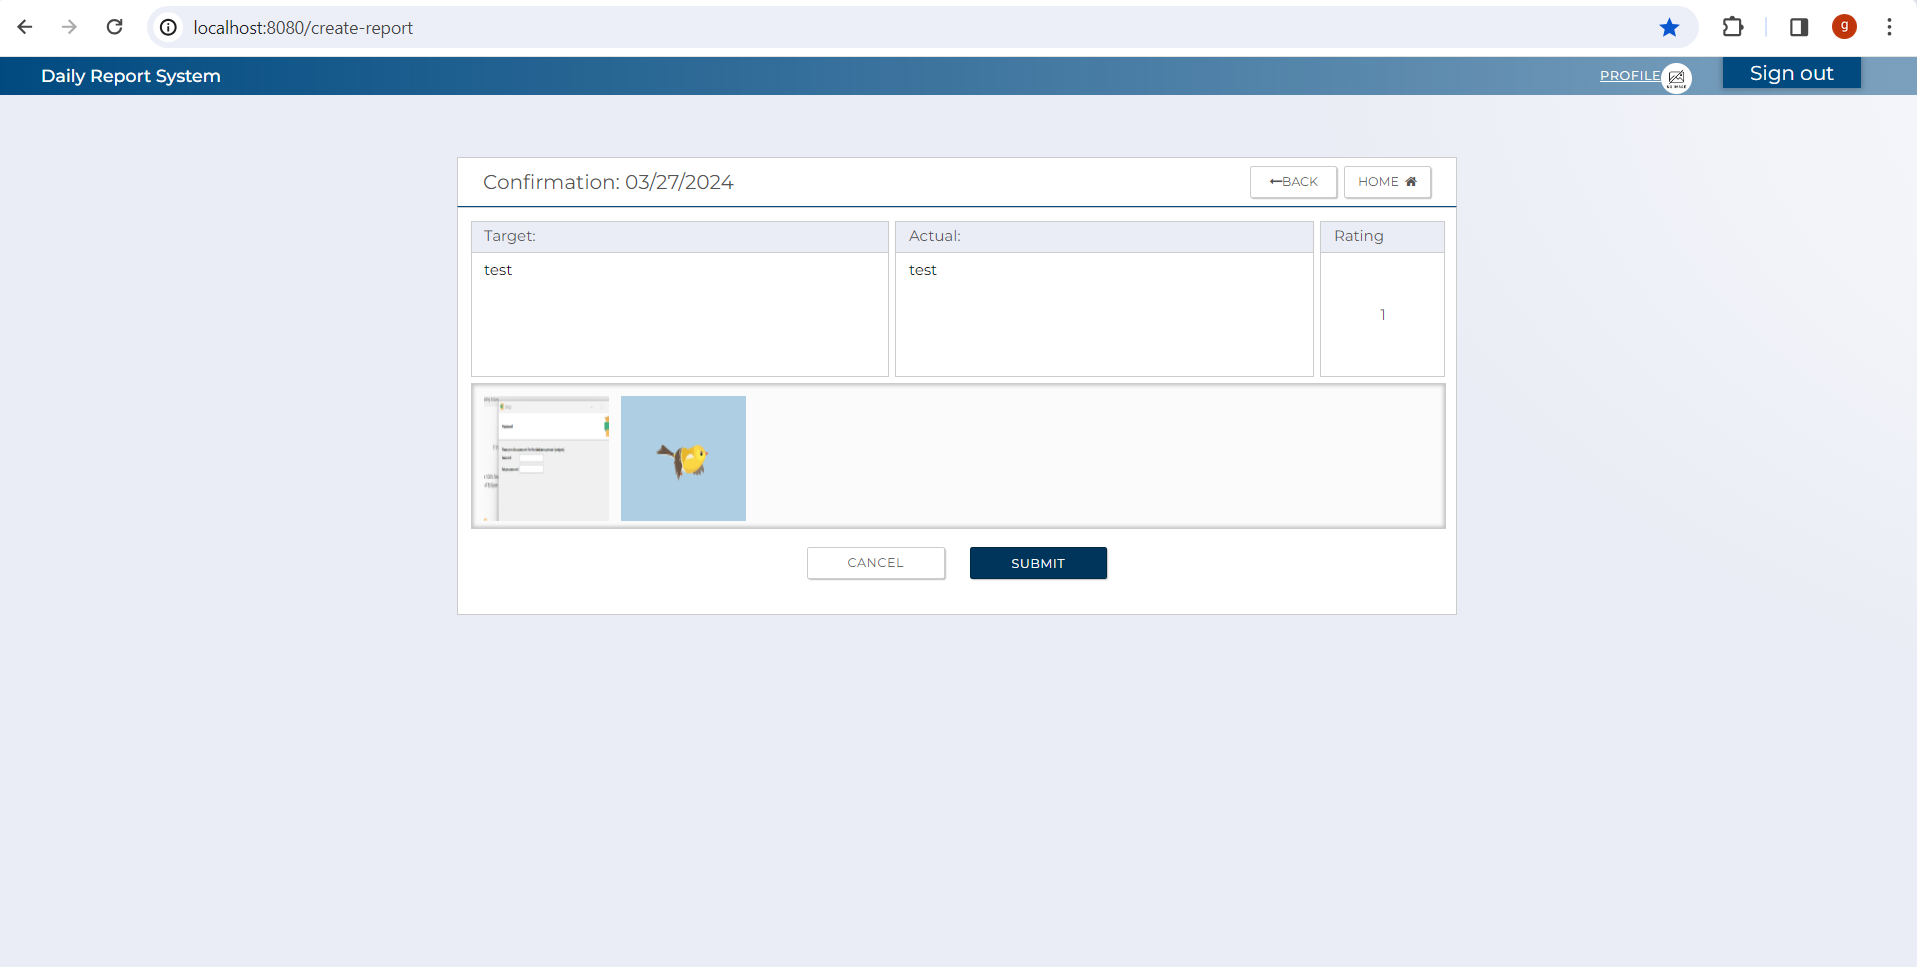 localhost:8080/create-report
g
Daily Report System
PROFILE
Sign out
Confirmation: 03/27/2024
BACK
HOME
Target:
Actual:
Rating
test
test
1
CANCEL
SUBMIT